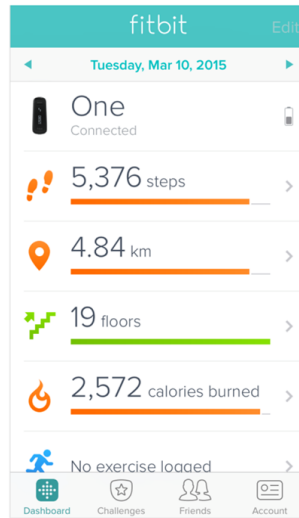 fitbit
Edit
Tuesday, Mar 10, 2015
One
Connected
5,376 steps
4.84 km
19 floors
2,572 calories burned
No exercise logged
Dashboard
Challenges
Friends
Account